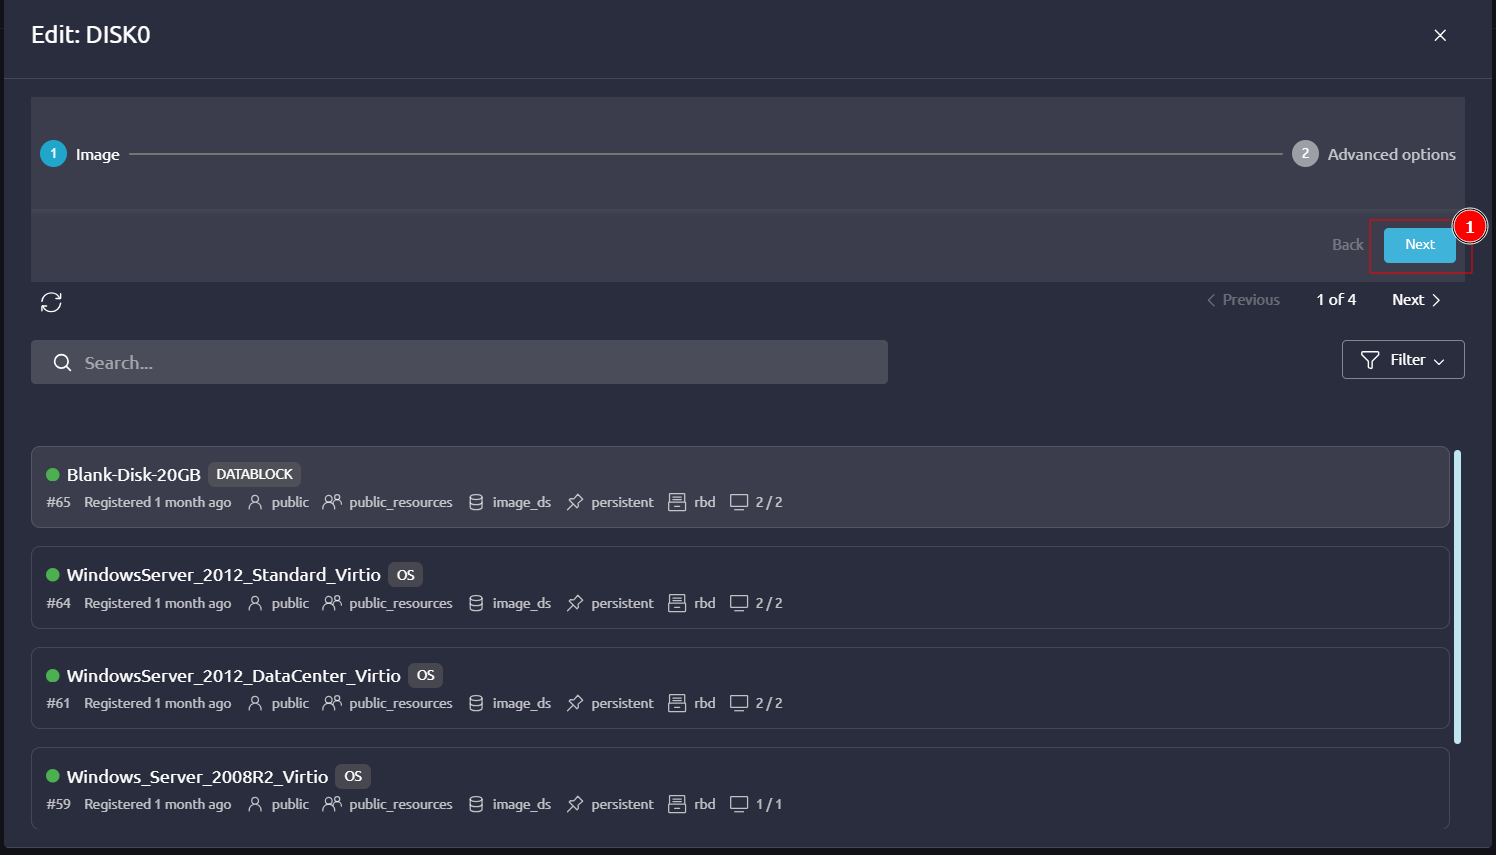 Edit: DISK0
1 Image 2 Advanced options
1
Back Next
Previous 1 of 4 Next
Search...
Filter
Blank-Disk-20GB DATABLOCK
#65 Registered 1 month ago public public_resources image_ds persistent rbd 2 / 2
WindowsServer_2012_Standard_Virtio OS
#64 Registered 1 month ago public public_resources image_ds persistent rbd 2 / 2
WindowsServer_2012_DataCenter_Virtio OS
#61 Registered 1 month ago public public_resources image_ds persistent rbd 2 / 2
Windows_Server_2008R2_Virtio OS
#59 Registered 1 month ago public public_resources image_ds persistent rbd 1 / 1